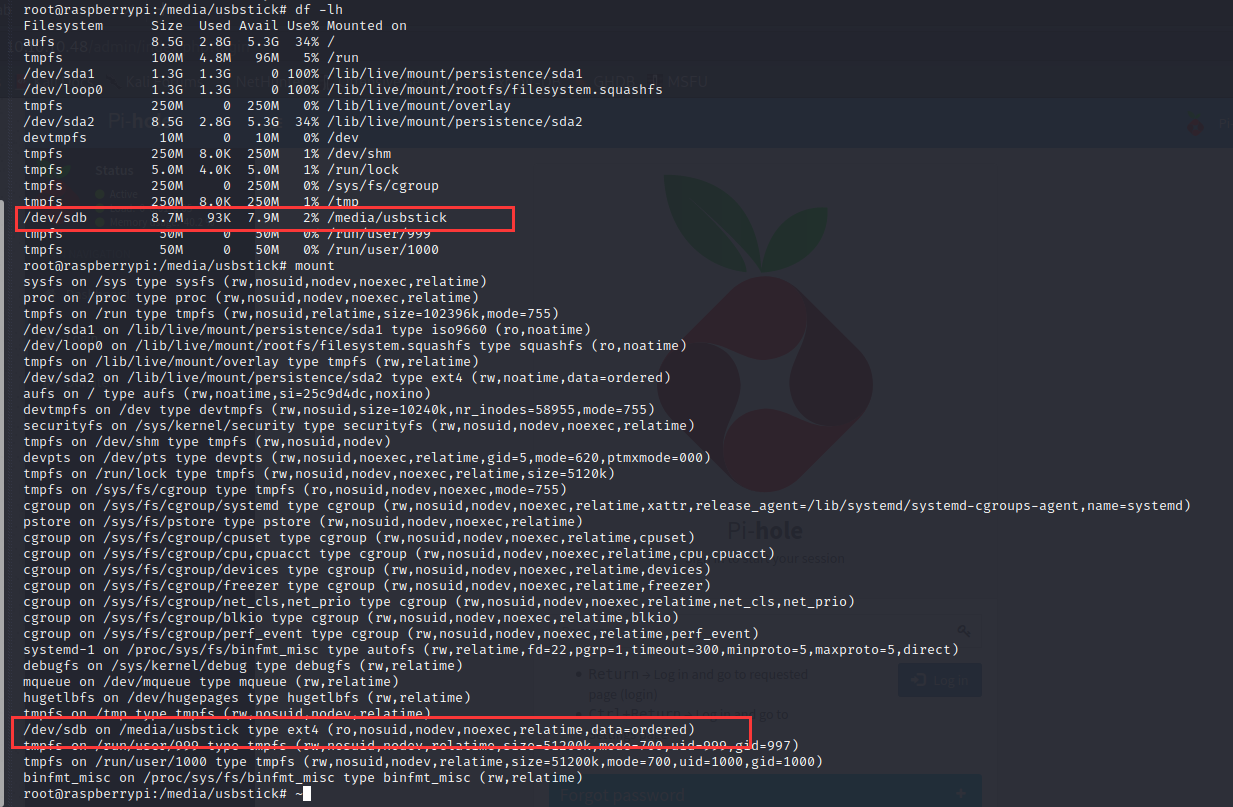 root@raspberrypi:/media/usbstick# df -lh
Filesystem      Size  Used Avail Use% Mounted on
aufs            8.5G  2.8G  5.3G  34% /
tmpfs           100M  4.8M   96M   5% /run
/dev/sda1       1.3G  1.3G     0 100% /lib/live/mount/persistence/sda1
/dev/loop0      1.3G  1.3G     0 100% /lib/live/mount/rootfs/filesystem.squashfs
tmpfs           250M     0  250M   0% /lib/live/mount/overlay
/dev/sda2       8.5G  2.8G  5.3G  34% /lib/live/mount/persistence/sda2
devtmpfs         10M     0   10M   0% /dev
tmpfs           250M  8.0K  250M   1% /dev/shm
tmpfs           5.0M  4.0K  5.0M   1% /run/lock
tmpfs           250M     0  250M   0% /sys/fs/cgroup
tmpfs           250M  8.0K  250M   1% /tmp
/dev/sdb        8.7M   93K  7.9M   2% /media/usbstick
tmpfs            50M     0   50M   0% /run/user/999
tmpfs            50M     0   50M   0% /run/user/1000
root@raspberrypi:/media/usbstick# mount
sysfs on /sys type sysfs (rw,nosuid,nodev,noexec,relatime)
proc on /proc type proc (rw,nosuid,nodev,noexec,relatime)
tmpfs on /run type tmpfs (rw,nosuid,relatime,size=102396k,mode=755)
/dev/sda1 on /lib/live/mount/persistence/sda1 type iso9660 (ro,noatime)
/dev/loop0 on /lib/live/mount/rootfs/filesystem.squashfs type squashfs (ro,noatime)
tmpfs on /lib/live/mount/overlay type tmpfs (rw,relatime)
/dev/sda2 on /lib/live/mount/persistence/sda2 type ext4 (rw,noatime,data=ordered)
aufs on / type aufs (rw,noatime,si=25c9d4dc,noxino)
devtmpfs on /dev type devtmpfs (rw,nosuid,size=10240k,nr_inodes=58955,mode=755)
securityfs on /sys/kernel/security type securityfs (rw,nosuid,nodev,noexec,relatime)
tmpfs on /dev/shm type tmpfs (rw,nosuid,nodev)
devpts on /dev/pts type devpts (rw,nosuid,noexec,relatime,gid=5,mode=620,ptmxmode=000)
tmpfs on /run/lock type tmpfs (rw,nosuid,nodev,noexec,relatime,size=5120k)
tmpfs on /sys/fs/cgroup type tmpfs (ro,nosuid,nodev,noexec,mode=755)
cgroup on /sys/fs/cgroup/systemd type cgroup (rw,nosuid,nodev,noexec,relatime,xattr,release_agent=/lib/systemd/systemd-cgroups-agent,name=systemd)
pstore on /sys/fs/pstore type pstore (rw,nosuid,nodev,noexec,relatime)
cgroup on /sys/fs/cgroup/cpuset type cgroup (rw,nosuid,nodev,noexec,relatime,cpuset)
cgroup on /sys/fs/cgroup/cpu,cpuacct type cgroup (rw,nosuid,nodev,noexec,relatime,cpu,cpuacct)
cgroup on /sys/fs/cgroup/devices type cgroup (rw,nosuid,nodev,noexec,relatime,devices)
cgroup on /sys/fs/cgroup/freezer type cgroup (rw,nosuid,nodev,noexec,relatime,freezer)
cgroup on /sys/fs/cgroup/net_cls,net_prio type cgroup (rw,nosuid,nodev,noexec,relatime,net_cls,net_prio)
cgroup on /sys/fs/cgroup/blkio type cgroup (rw,nosuid,nodev,noexec,relatime,blkio)
cgroup on /sys/fs/cgroup/perf_event type cgroup (rw,nosuid,nodev,noexec,relatime,perf_event)
systemd-1 on /proc/sys/fs/binfmt_misc type autofs (rw,relatime,fd=22,pgrp=1,timeout=300,minproto=5,maxproto=5,direct)
debugfs on /sys/kernel/debug type debugfs (rw,relatime)
mqueue on /dev/mqueue type mqueue (rw,relatime)
hugetlbfs on /dev/hugepages type hugetlbfs (rw,relatime)
tmpfs on /tmp type tmpfs (rw,nosuid,nodev,relatime)
/dev/sdb on /media/usbstick type ext4 (ro,nosuid,nodev,noexec,relatime,data=ordered)
tmpfs on /run/user/999 type tmpfs (rw,nosuid,nodev,relatime,size=51200k,mode=700,uid=999,gid=997)
tmpfs on /run/user/1000 type tmpfs (rw,nosuid,nodev,relatime,size=51200k,mode=700,uid=1000,gid=1000)
binfmt_misc on /proc/sys/fs/binfmt_misc type binfmt_misc (rw,relatime)
root@raspberrypi:/media/usbstick# ~
Status
Pi-hole
Log in
Forgot password